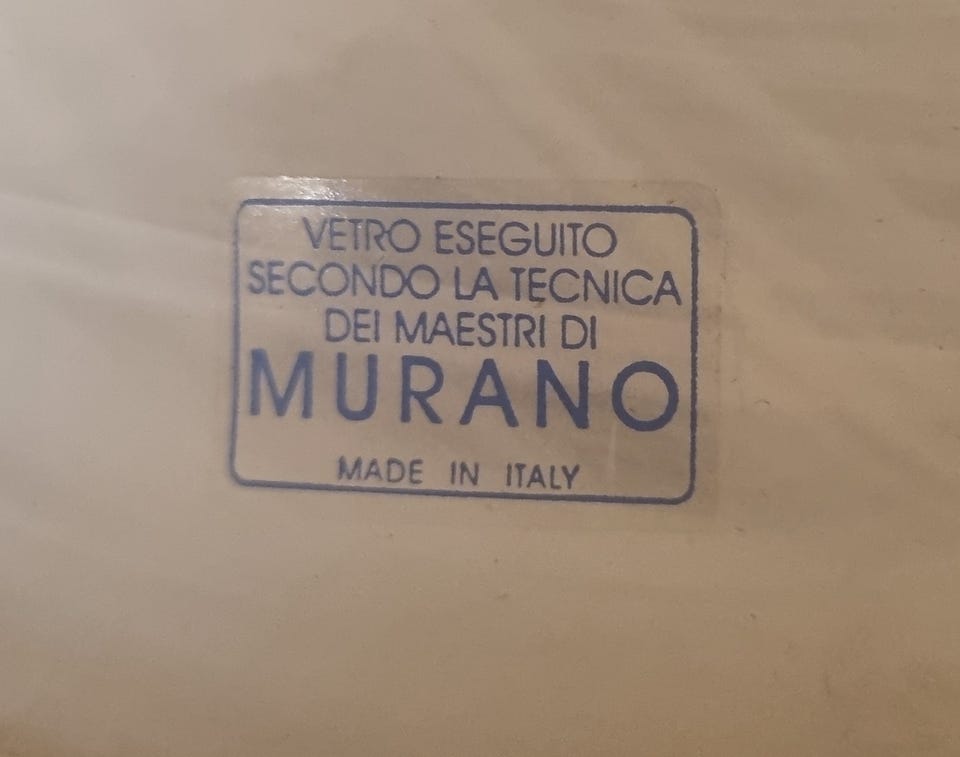 VETRO ESEGUITO
SECONDO LA TECNICA
DEI MAESTRI DI
MURANO
MADE IN ITALY